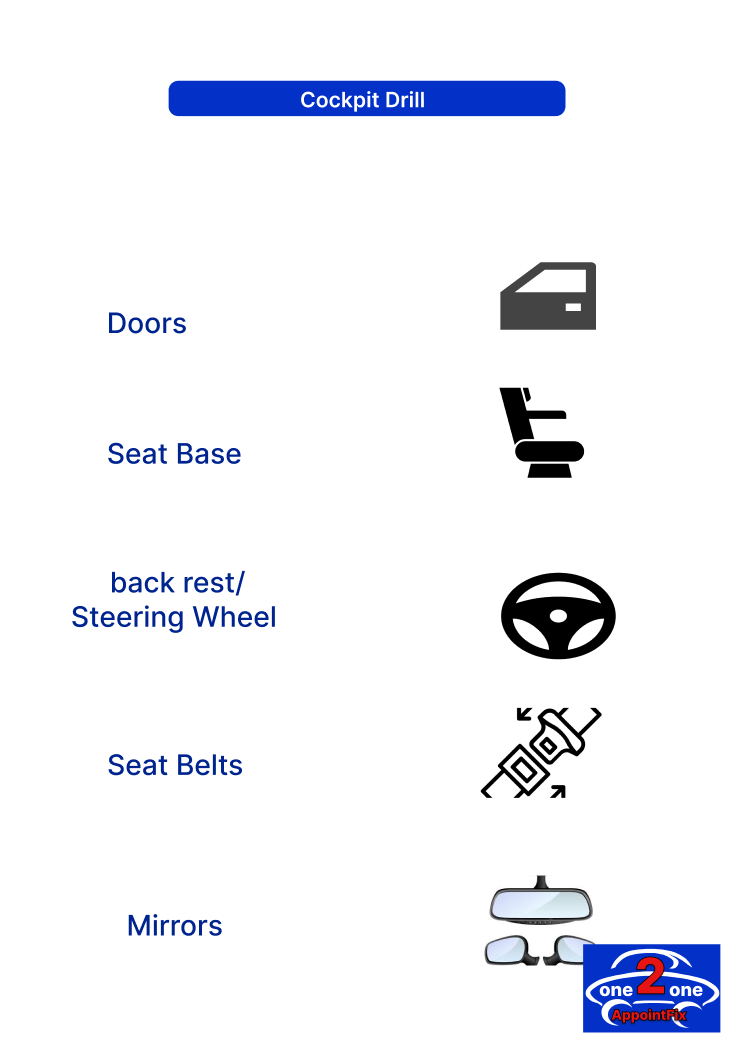 Cockpit Drill
Doors
Seat Base
back rest/
Steering Wheel
Seat Belts
Mirrors
one 2 one
AppointFix